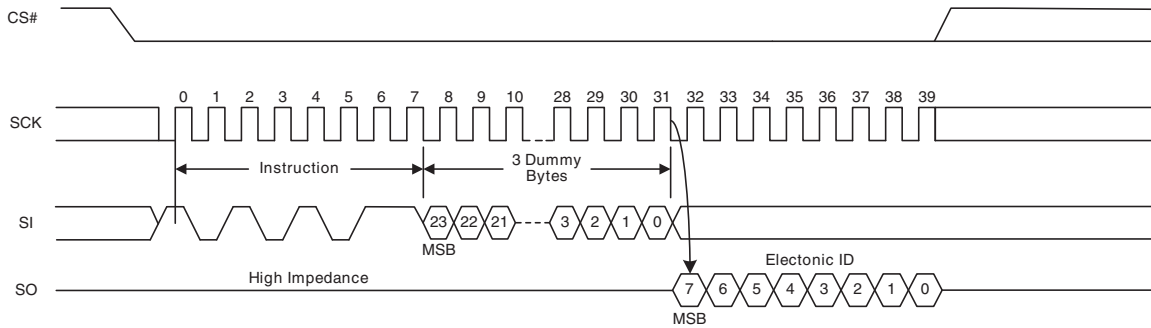 CS#
0 1 2 3 4 5 6 7 8 9 10 28 29 30 31 32 33 34 35 36 37 38 39
SCK
Instruction
3 Dummy
Bytes
SI
23 22 21 3 2 1 0
MSB
High Impedance
Electonic ID
SO
7 6 5 4 3 2 1 0
MSB